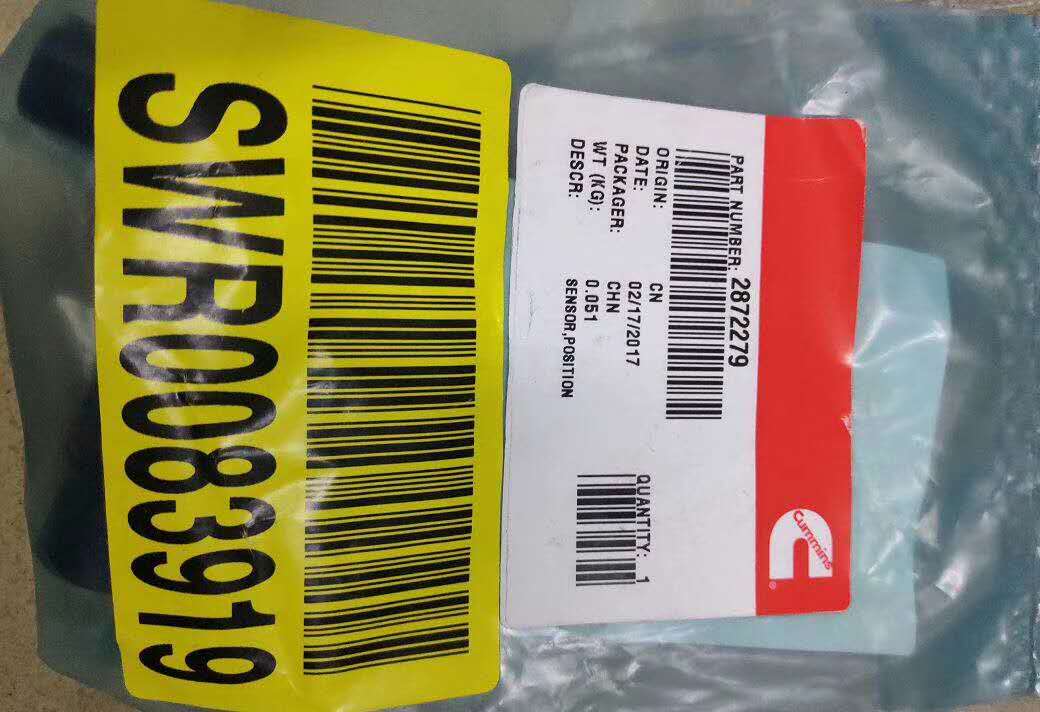 Cummins
®
PART NUMBER: 2872279
ORIGIN: CN
DATE: 02/17/2017
PACKAGER: CHN
WT (KG): 0.051
DESCR: SENSOR,POSITION
QUANTITY: 1
SWR0083919